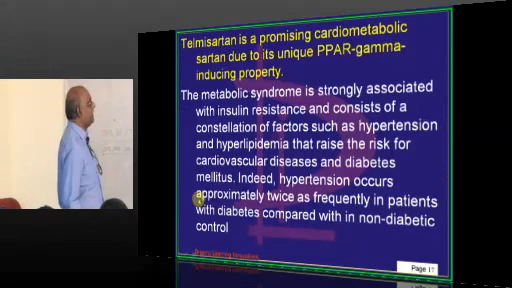 Telmisartan is a promising cardiometabolic
sartan due to its unique PPAR-gamma-
inducing property.
The metabolic syndrome is strongly associated
with insulin resistance and consists of a
constellation of factors such as hypertension
and hyperlipidemia that raise the risk for
cardiovascular diseases and diabetes
mellitus. Indeed, hypertension occurs
approximately twice as frequently in patients
with diabetes compared with in non-diabetic
control
Page 17